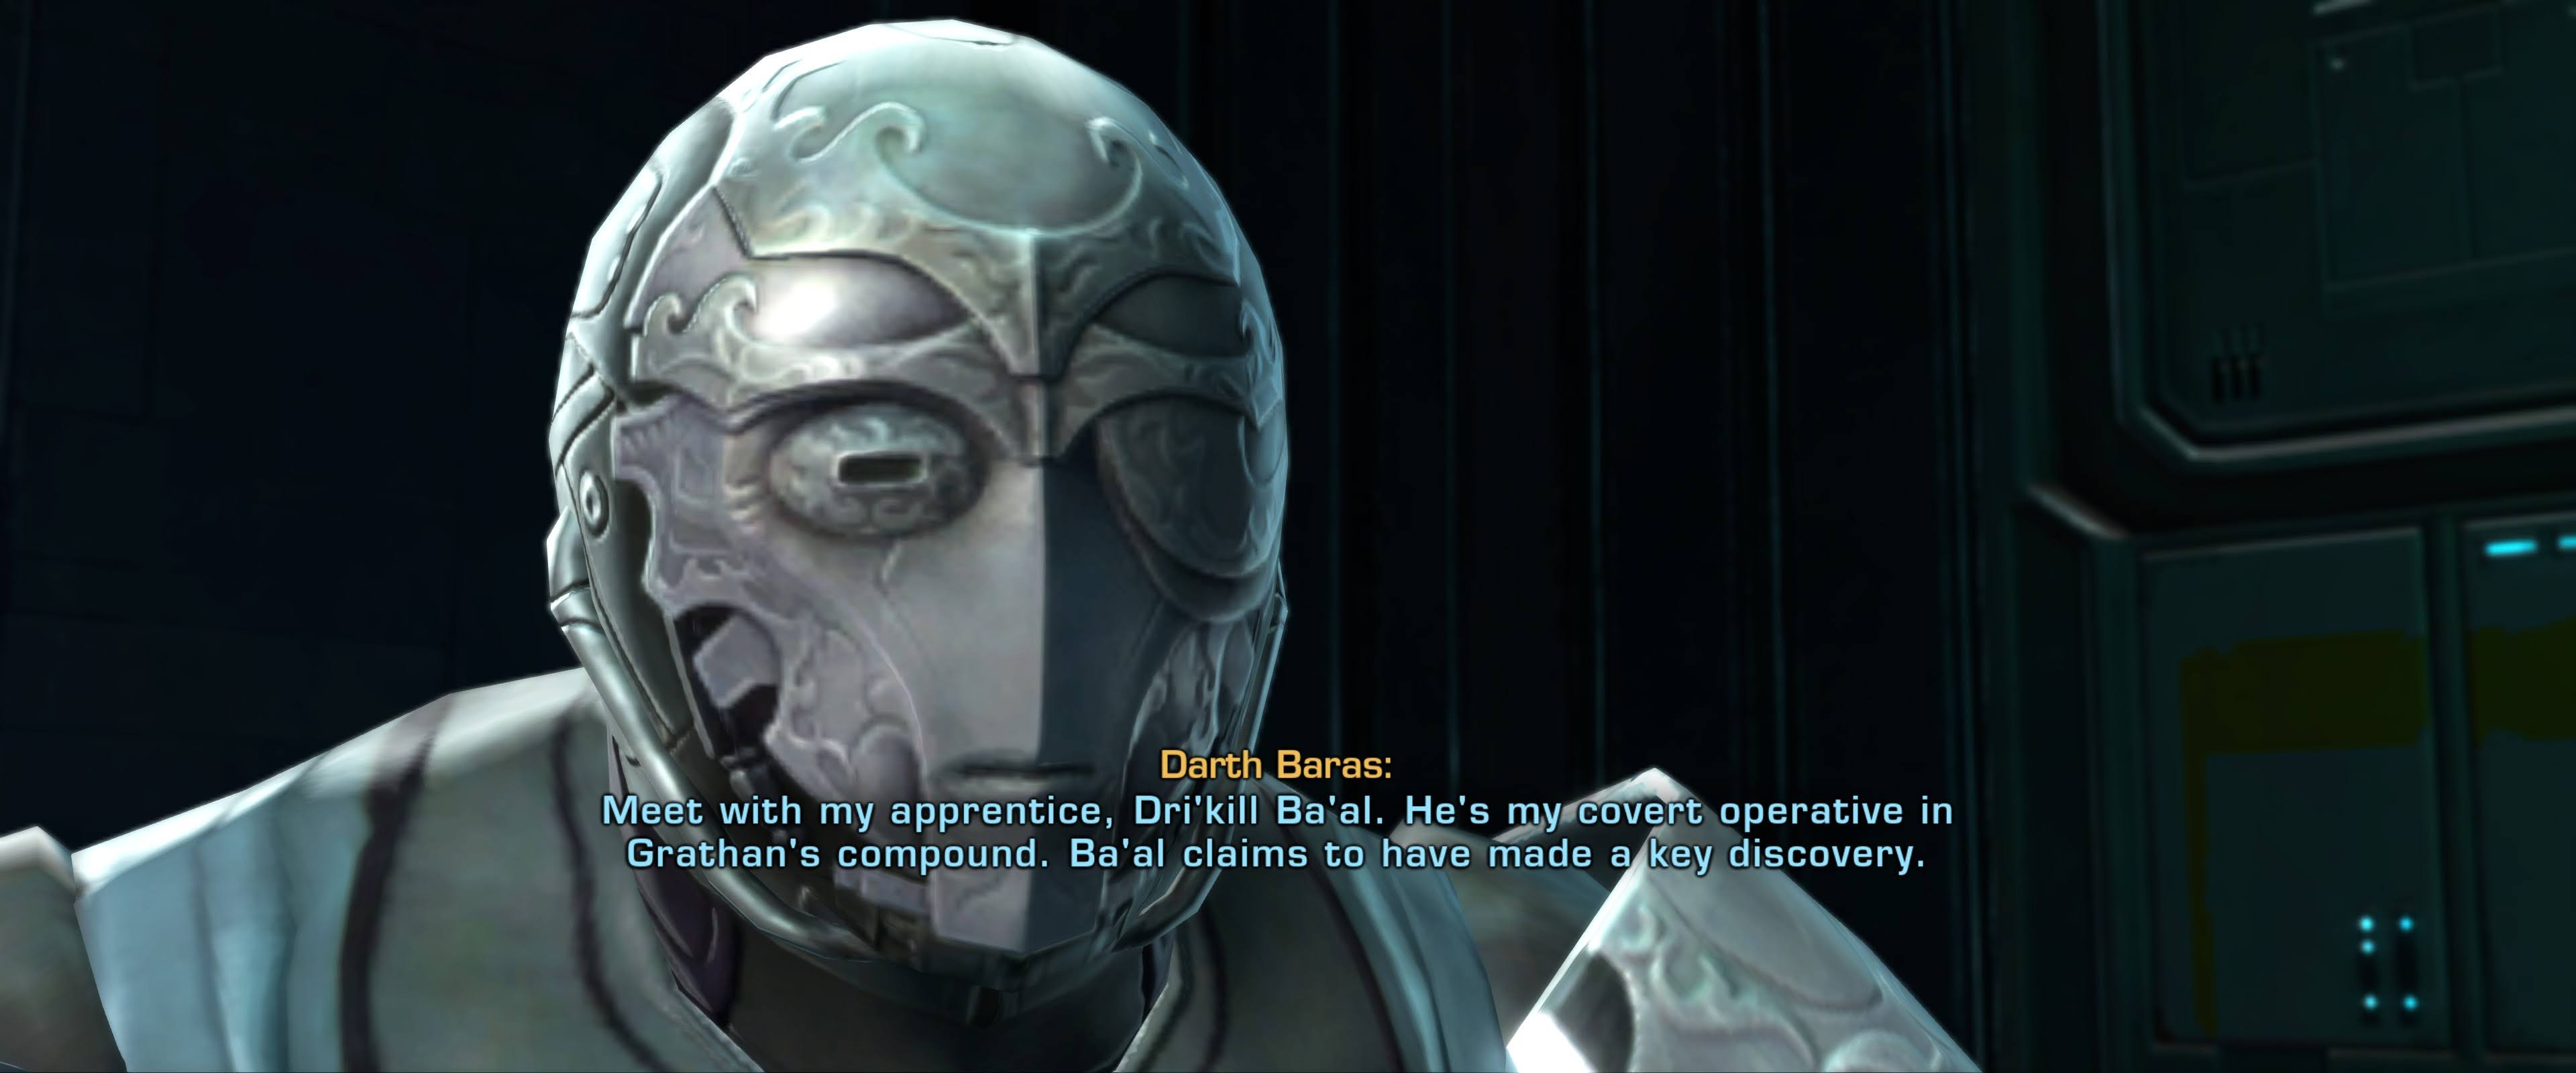 Darth Baras:
Meet with my apprentice, Dri'kill Ba'al. He's my covert operative in
Grathan's compound. Ba'al claims to have made a key discovery.